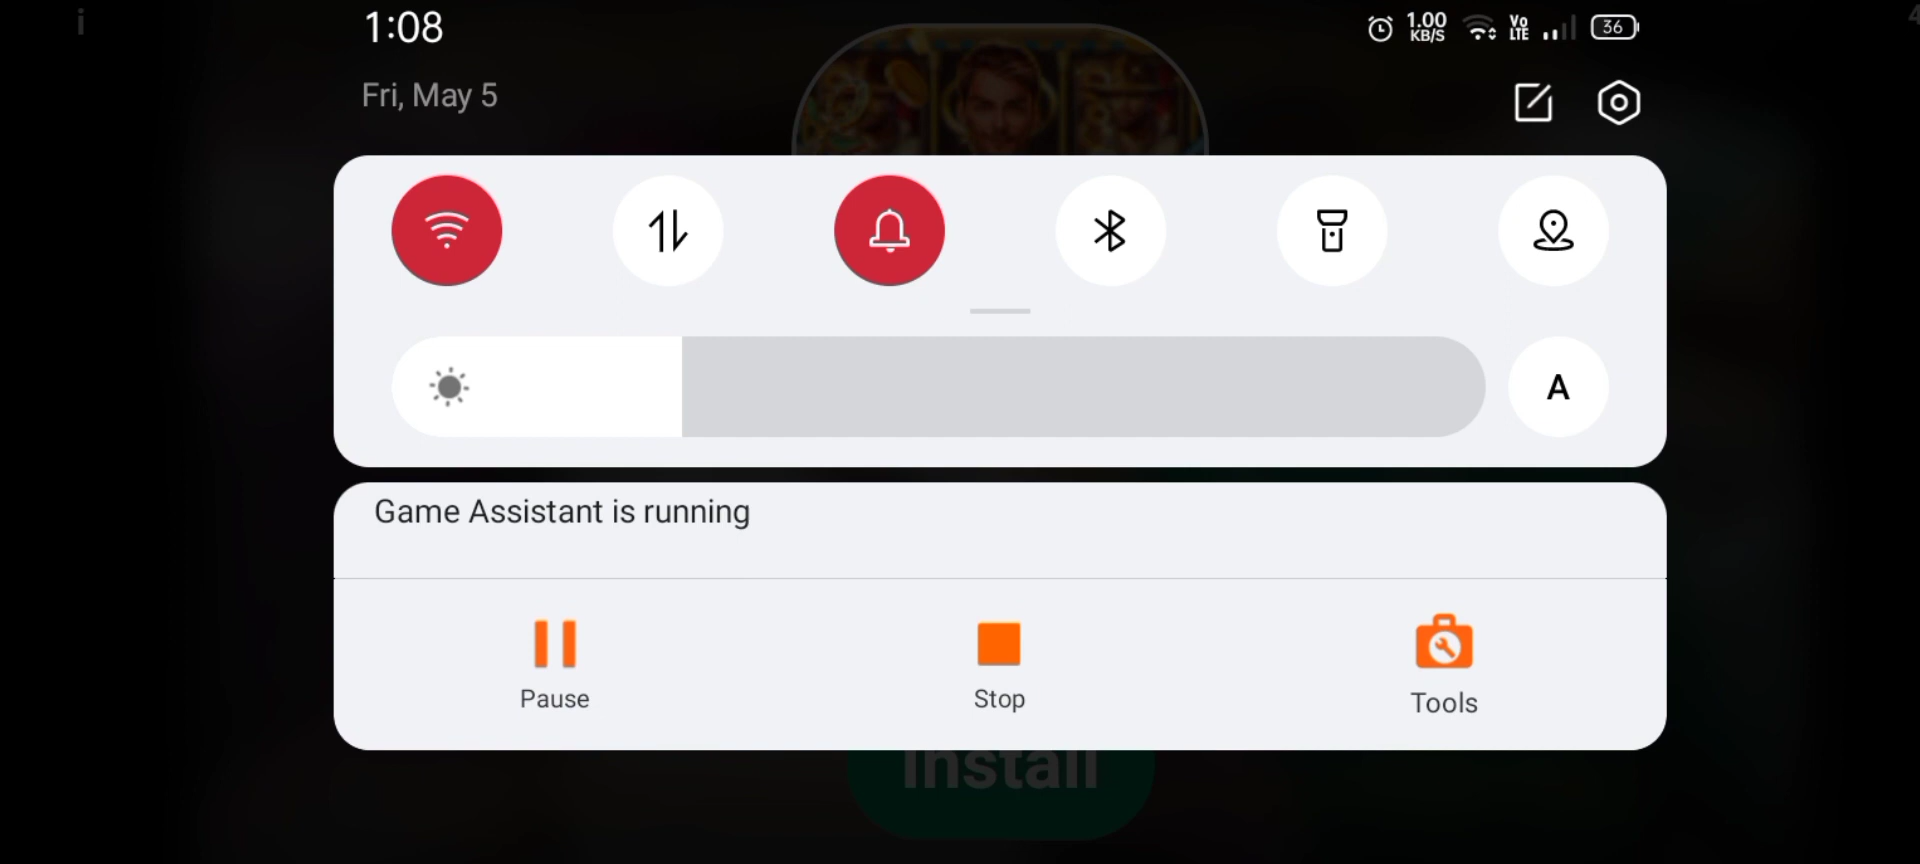 i
1:08
1.00
KB/S
Vo
LTE
36
4
Fri, May 5
A
Game Assistant is running
Pause
Stop
Tools
Install